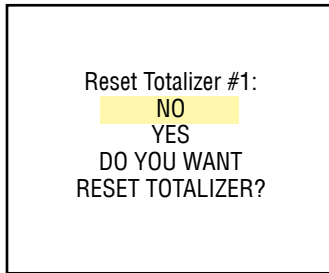 Reset Totalizer #1:
NO
YES
DO YOU WANT
RESET TOTALIZER?